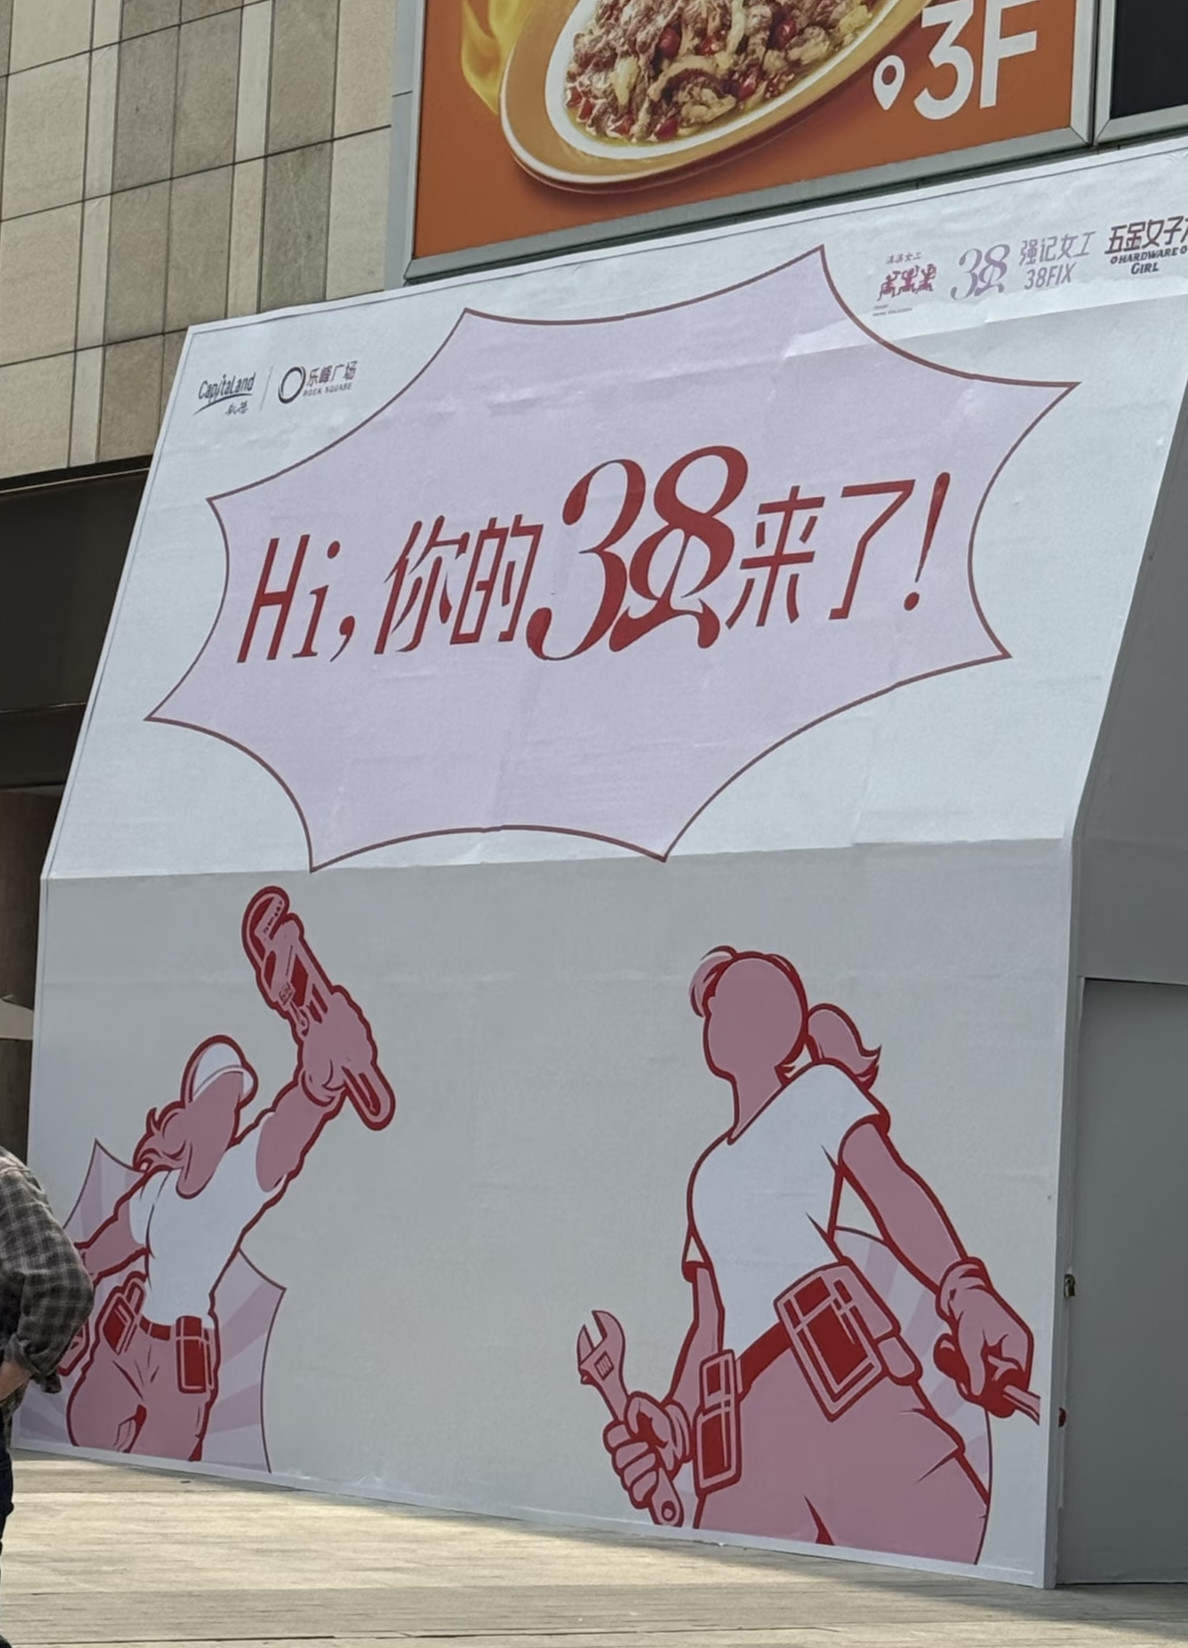 3F
CapitaLand
凯德
乐峰广场
ROCK SQUARE
38
强记女工
38FIX
五金女子
HARDWARE
GIRL
Hi,你的38来了!